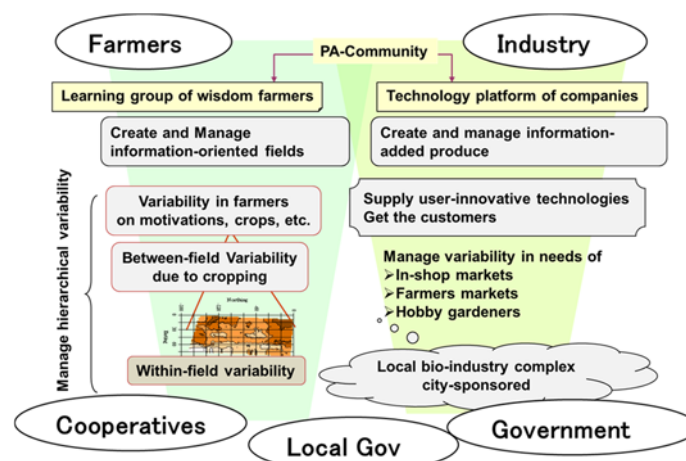 Farmers
Industry
PA-Community
Learning group of wisdom farmers
Technology platform of companies
Create and Manage
information-oriented fields
Create and manage information-
added produce
Manage hierarchical variability
Variability in farmers
on motivations, crops, etc.
Supply user-innovative technologies
Get the customers
Between-field Variability
due to cropping
Manage variability in needs of
➢In-shop markets
➢Farmers markets
➢Hobby gardeners
Within-field variability
Local bio-industry complex
city-sponsored
Cooperatives
Local Gov
Government